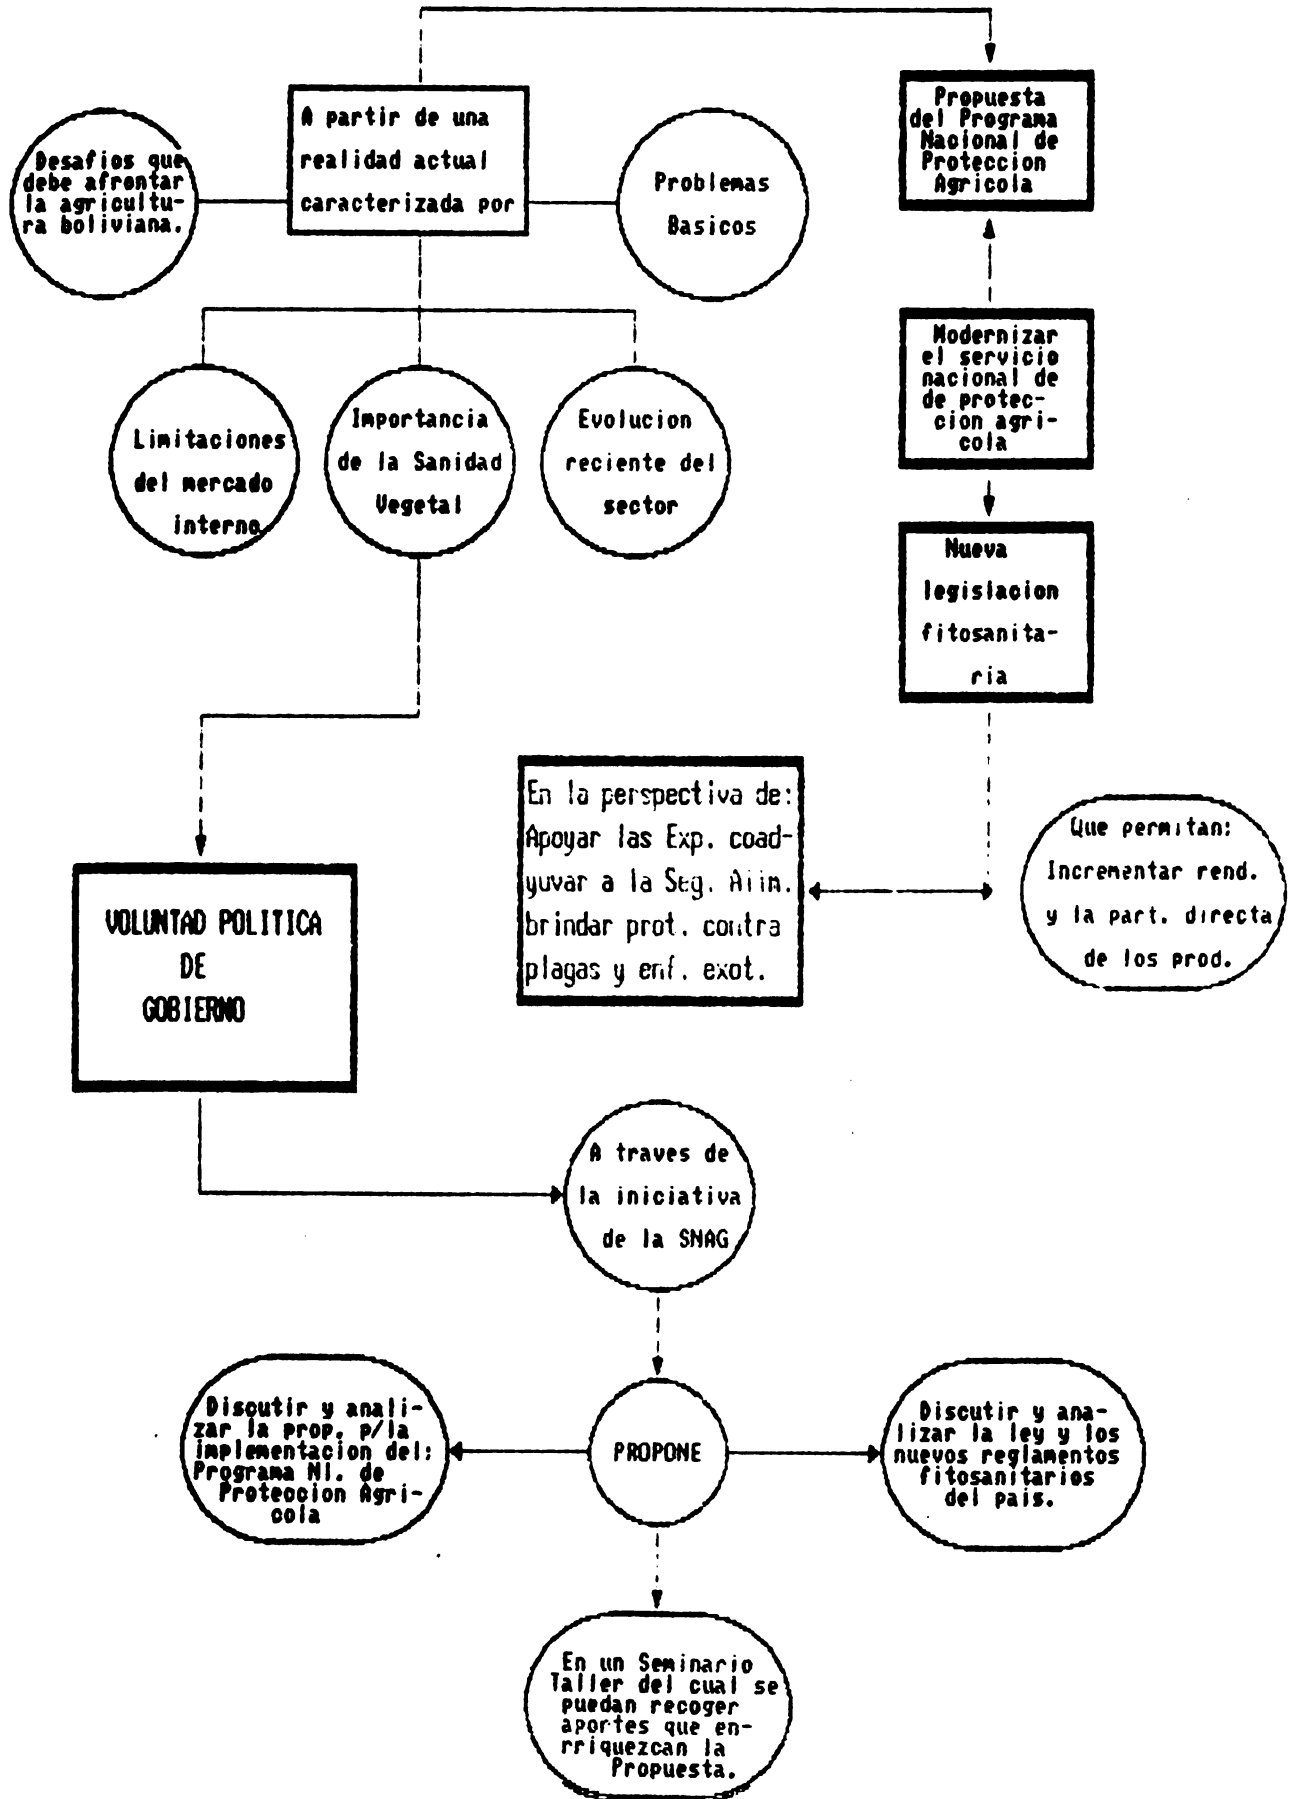 Propuesta
del Programa
Nacional de
Proteccion
Agricola
A partir de una
realidad actual
caracterizada por
Desafios que
debe afrontar
la agricultu-
ra boliviana.
Problemas
Basicos
Modernizar
el servicio
nacional de
de protec-
cion agri-
cola
Limitaciones
del mercado
interno
Importancia
de la Sanidad
Vegetal
Evolucion
reciente del
sector
Nueva
legislacion
fitosanita-
ria
En la perspectiva de:
Apoyar las Exp. coad-
yuvar a la Seg. Alim.
brindar prot. contra
plagas y enf. exot.
Que permitan:
Incrementar rend.
y la part. directa
de los prod.
VOLUNTAD POLITICA
DE
GOBIERNO
A traves de
la iniciativa
de la SNAG
Discutir y anali-
zar la prop. p/la
implementacion del:
Programa Nl. de
Proteccion Agri-
cola
PROPONE
Discutir y ana-
lizar la ley y los
nuevos reglamentos
fitosanitarios
del pais.
En un Seminario
Taller del cual se
puedan recoger
aportes que en-
rriquezcan la
Propuesta.